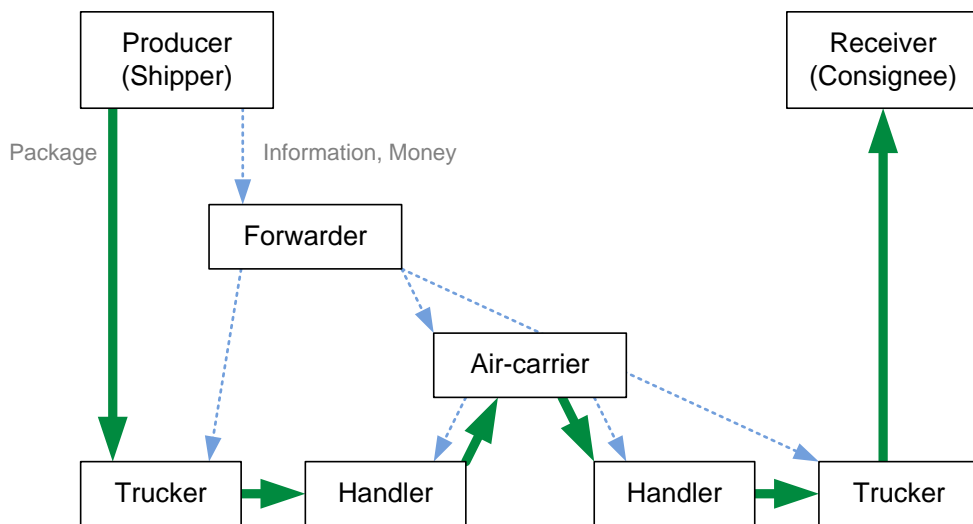 Producer
(Shipper)
Receiver
(Consignee)
Package
Information, Money
Forwarder
Air-carrier
Trucker
Handler
Handler
Trucker